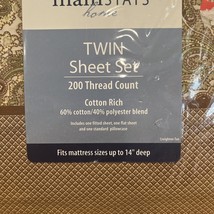 mainSTAYS
home
TWIN
Sheet Set
200 Thread Count
Cotton Rich
60% cotton/40% polyester blend
Includes one fitted sheet, one flat sheet
and one standard pillowcase
Fits mattress sizes up to 14" deep